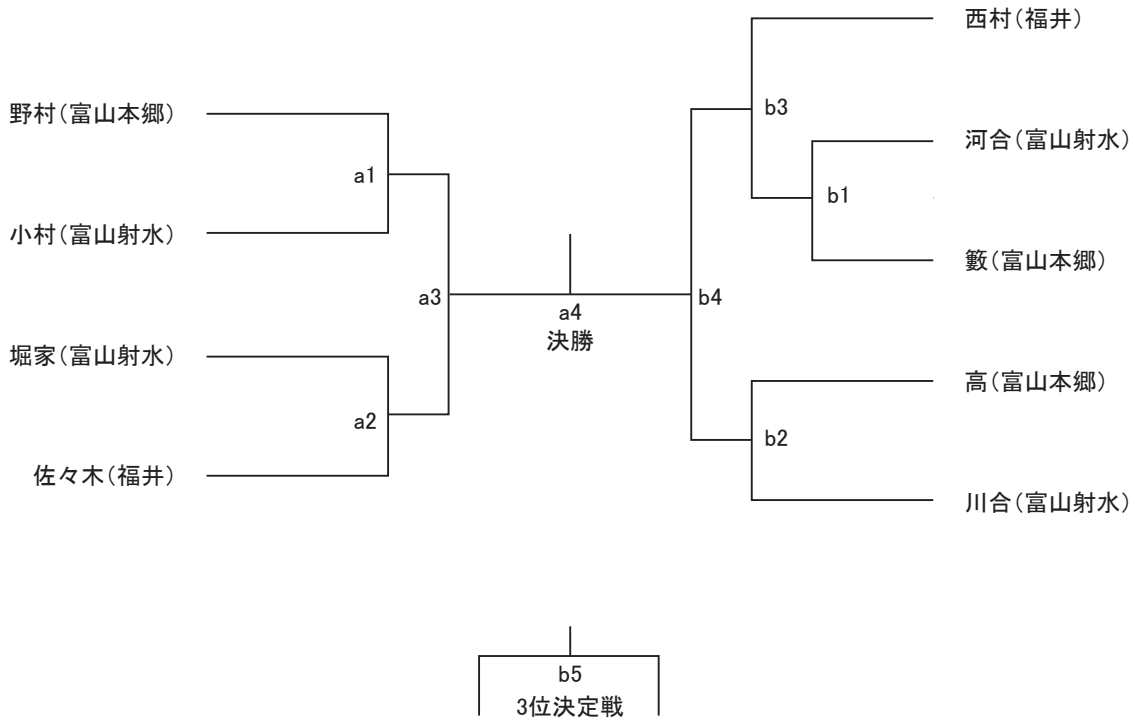 西村（福井）
b3
野村（富山本郷）
河合（富山射水）
a1
b1
小村（富山射水）
籔（富山本郷）
a3
b4
a4
決勝
堀家（富山射水）
高（富山本郷）
a2
b2
佐々木（福井）
川合（富山射水）
b5
3位決定戦